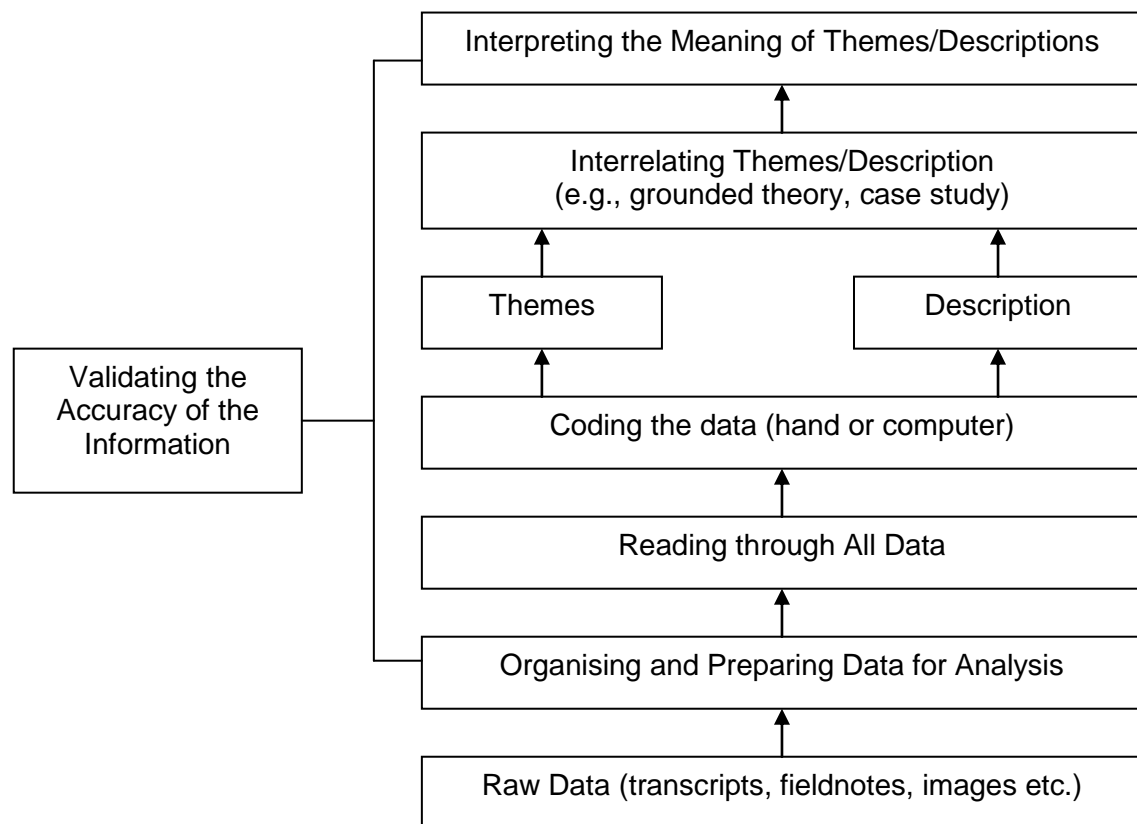 Interpreting the Meaning of Themes/Descriptions
Interrelating Themes/Description
(e.g., grounded theory, case study)
Themes
Description
Validating the
Accuracy of the
Information
Coding the data (hand or computer)
Reading through All Data
Organising and Preparing Data for Analysis
Raw Data (transcripts, fieldnotes, images etc.)